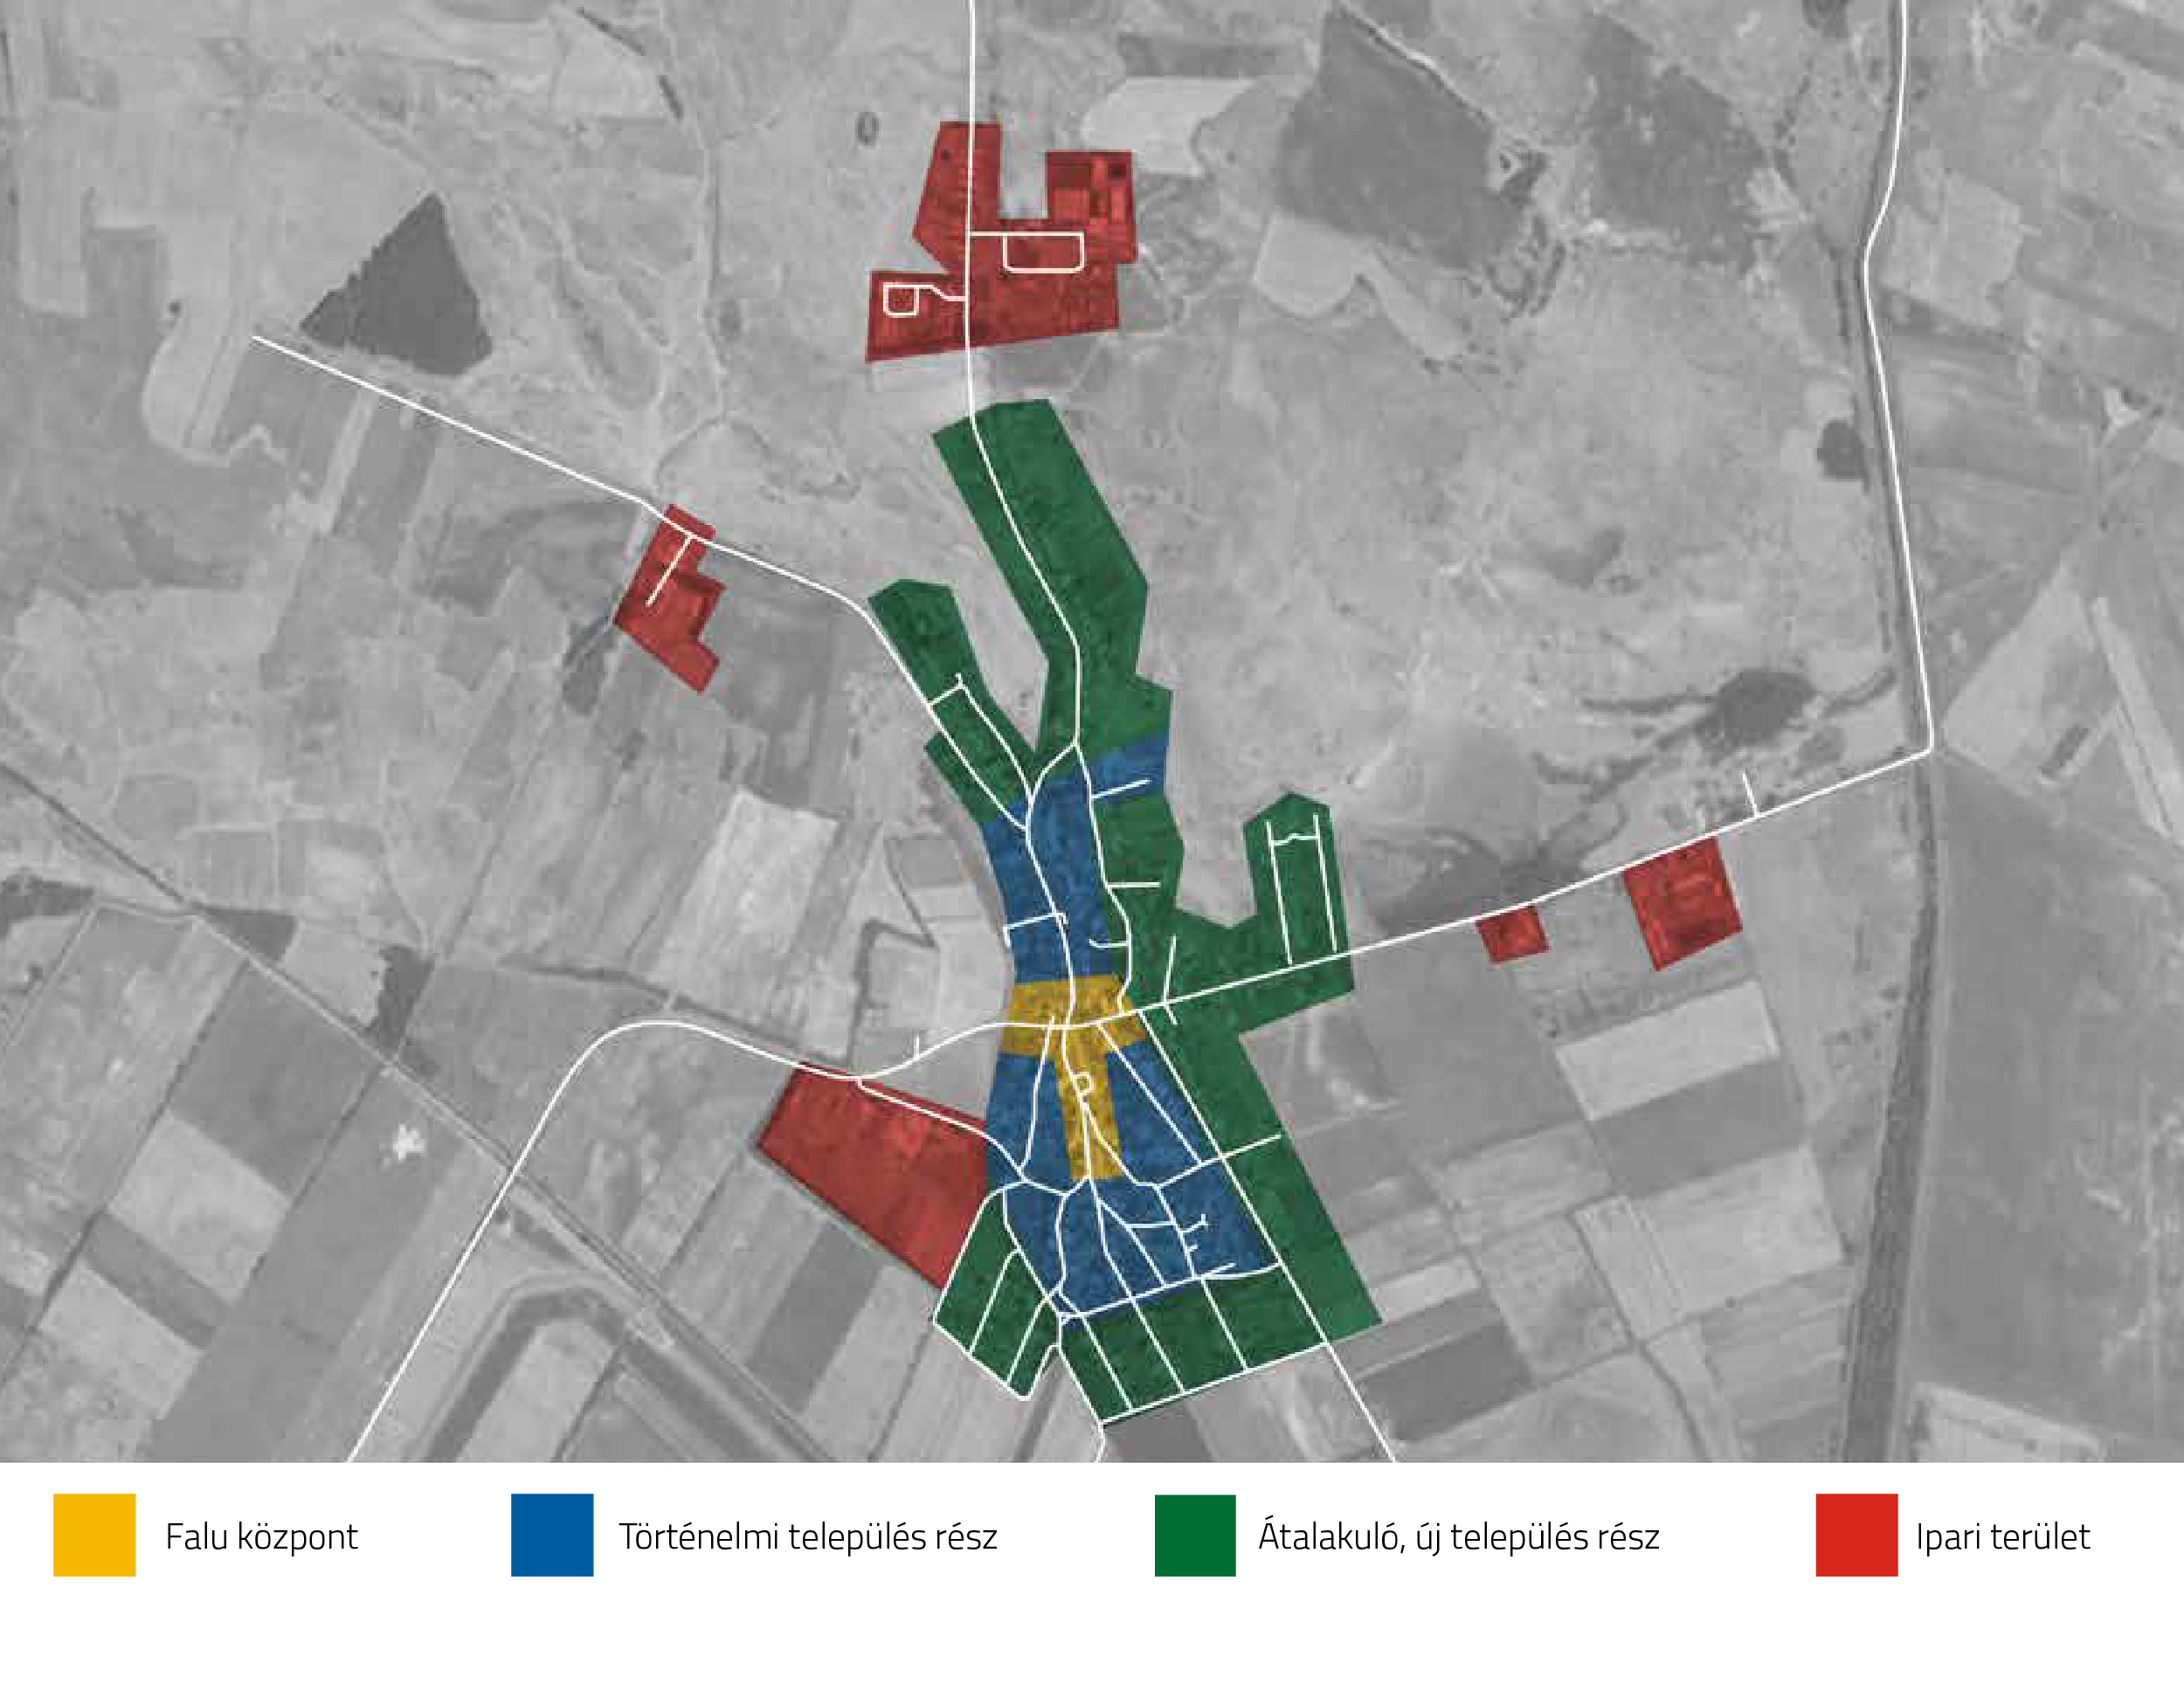 Falu központ
Történelmi település rész
Átalakuló, új település rész
Ipari terület